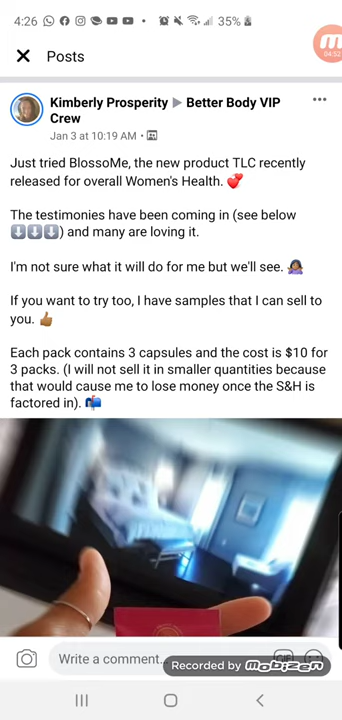 4:26 35%
Posts
04:52
Kimberly Prosperity ▶ Better Body VIP
Crew
Jan 3 at 10:19 AM •
Just tried BlossoMe, the new product TLC recently
released for overall Women's Health. 💕
The testimonies have been coming in (see below
⬇️⬇️⬇️) and many are loving it.
I'm not sure what it will do for me but we'll see. 🤷🏾‍♀️
If you want to try too, I have samples that I can sell to
you. 👍🏾
Each pack contains 3 capsules and the cost is $10 for
3 packs. (I will not sell it in smaller quantities because
that would cause me to lose money once the S&H is
factored in). 📬
Write a comment...
GIF
Recorded by Mobizen